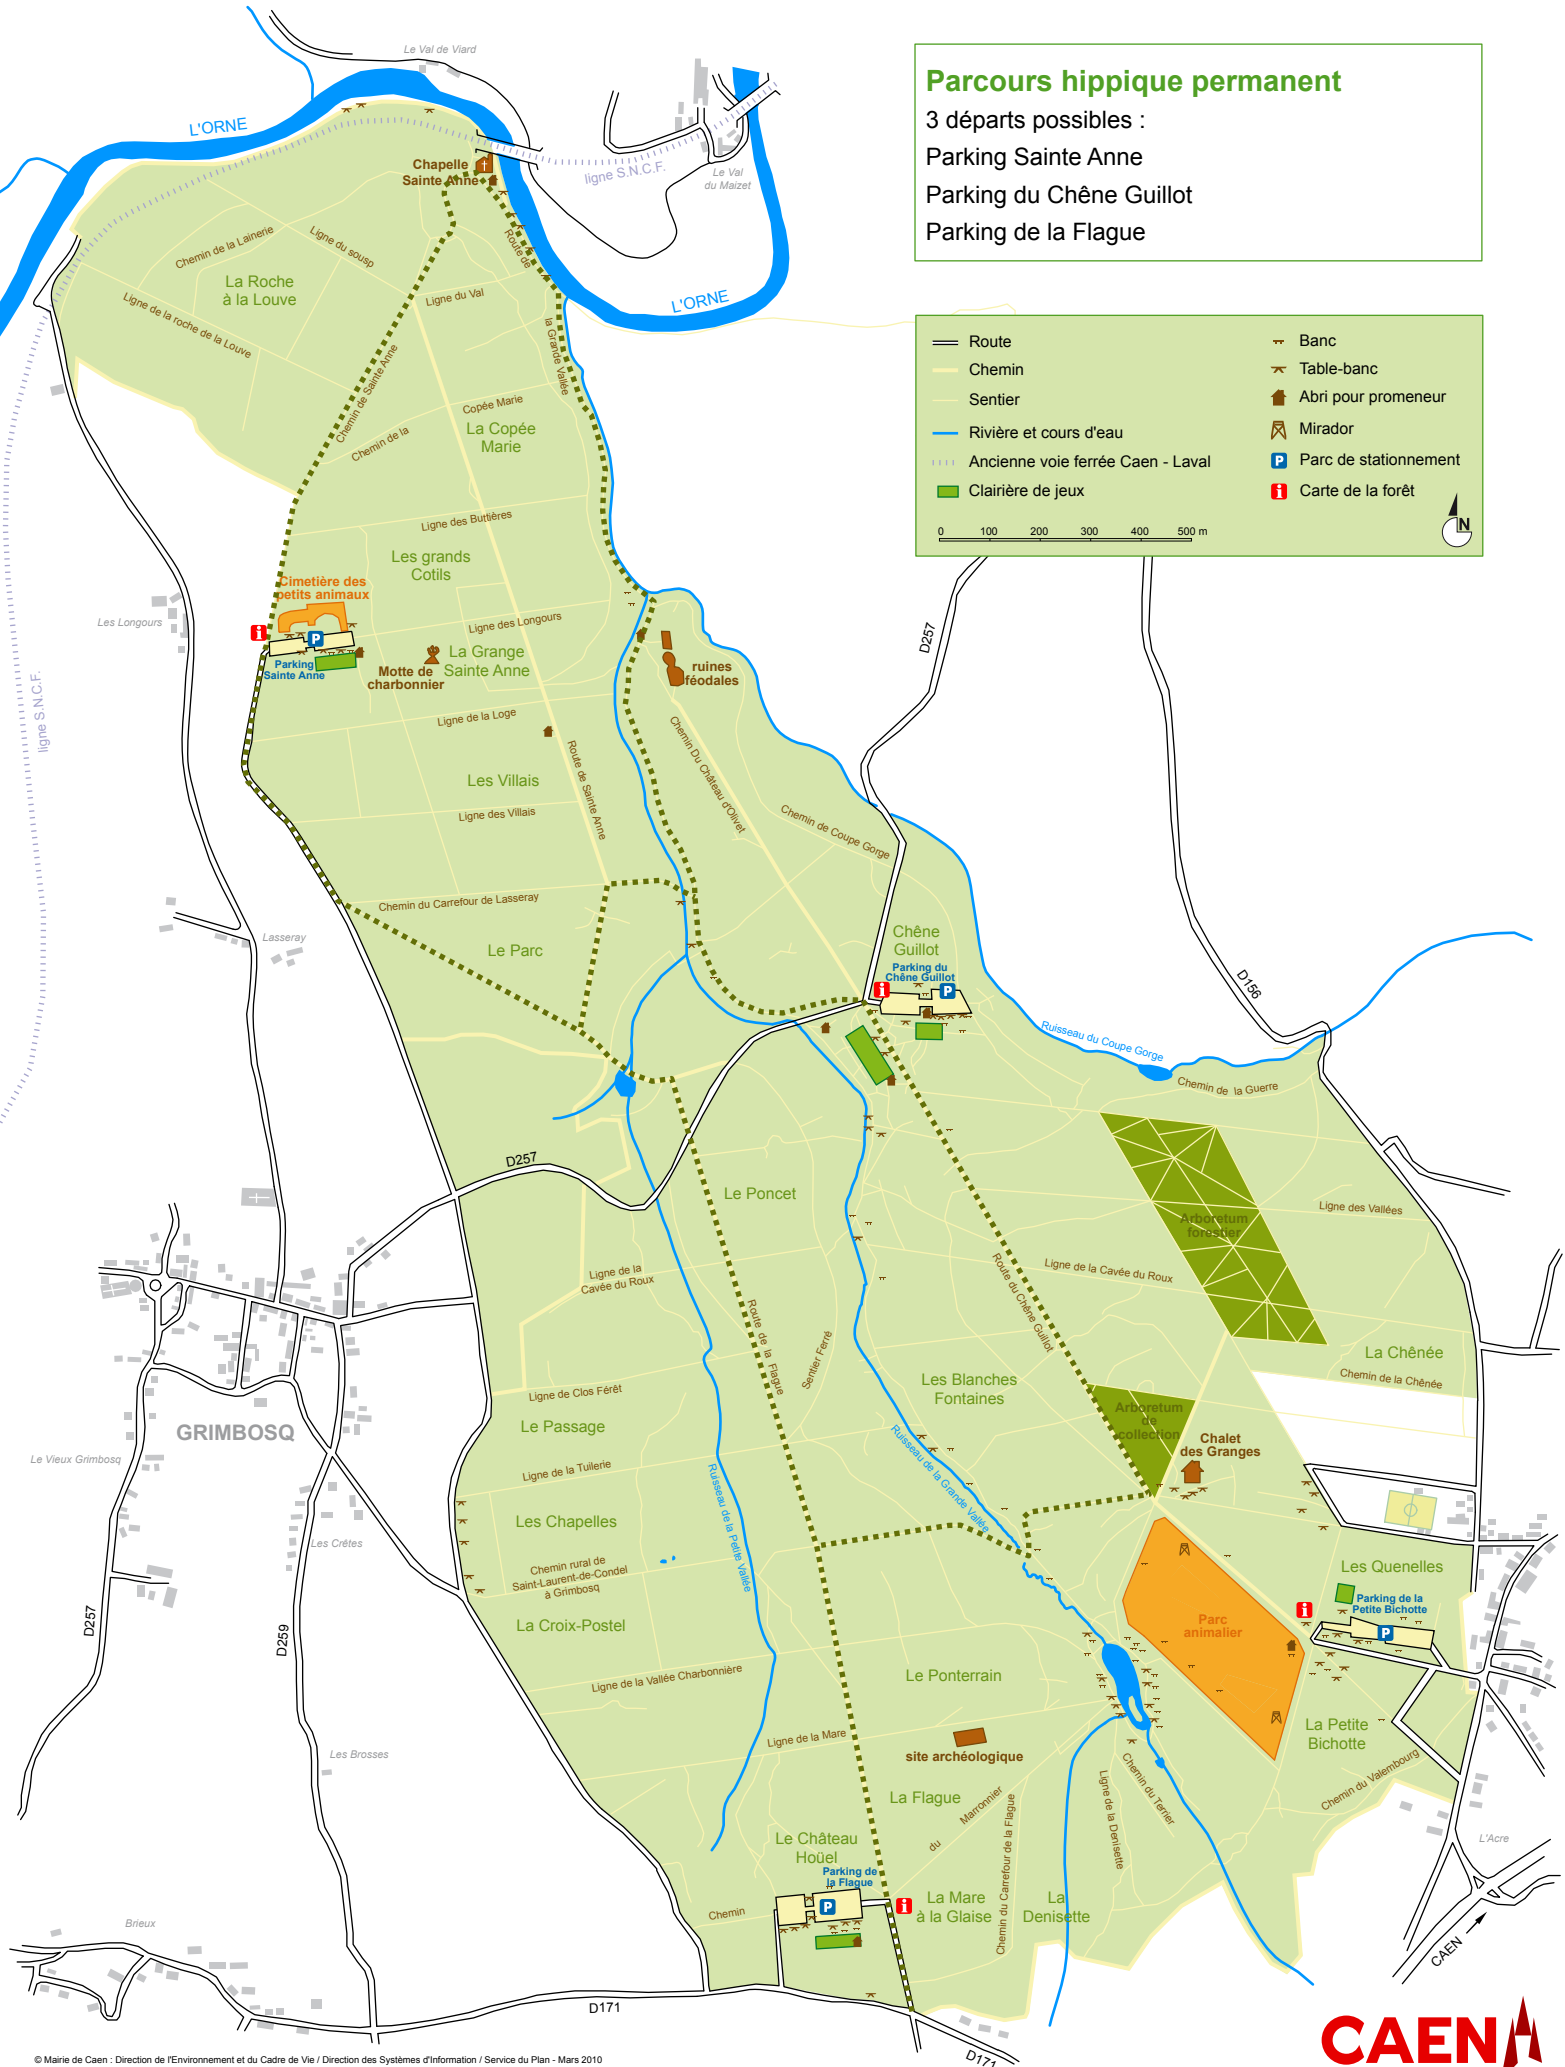 Parcours hippique permanent
3 départs possibles :
Parking Sainte Anne
Parking du Chêne Guillot
Parking de la Flague
Route
Chemin
Sentier
Rivière et cours d'eau
Ancienne voie ferrée Caen - Laval
Clairière de jeux
Banc
Table-banc
Abri pour promeneur
Mirador
P
Parc de stationnement
i
Carte de la forêt
0 100 200 300 400 500 m
N
Le Val de Viard
L'ORNE
Chapelle
Sainte Anne
ligne S.N.C.F.
Le Val
du Maizet
Chemin de la Lainerie
Ligne du sousp
Route de
la Grande Vallée
La Roche
à la Louve
Ligne de la roche de la Louve
Ligne du Val
L'ORNE
Chemin de Sainte Anne
Copée Marie
Chemin de la
La Copée
Marie
Ligne des Buttières
Les grands
Cotils
Cimetière des
petits animaux
Les Longours
i
P
Parking
Sainte Anne
Ligne des Longours
La Grange
Sainte Anne
Motte de
charbonnier
ruines
féodales
D257
ligne S.N.C.F.
Ligne de la Loge
Route de Sainte Anne
Chemin Du Château d'Olivet
Les Villais
Ligne des Villais
Chemin de Coupe Gorge
Chemin du Carrefour de Lasseray
Lasseray
Le Parc
Chêne
Guillot
Parking du
Chêne Guillot
i
P
D156
Ruisseau du Coupe Gorge
Chemin de la Guerre
D257
Le Poncet
Arboretum
forestier
Ligne des Vallées
Ligne de la
Cavée du Roux
Ligne de la Cavée du Roux
Route du Chêne Guillot
Route de la Flague
Sentier Ferré
La Chênée
Chemin de la Chênée
Ligne de Clos Férêt
Les Blanches
Fontaines
Arboretum
de
collection
Chalet
des Granges
GRIMBOSQ
Le Passage
Le Vieux Grimbosq
Ligne de la Tuilerie
Ruisseau de la Petite Vallée
Ruisseau de la Grande Vallée
Les Chapelles
Les Crêtes
Chemin rural de
Saint-Laurent-de-Condel
à Grimbosq
Les Quenelles
Parking de la
Petite Bichotte
i
P
D257
D259
La Croix-Postel
Parc
animalier
Ligne de la Vallée Charbonnière
Le Ponterrain
Ligne de la Mare
site archéologique
La Petite
Bichotte
Les Brosses
Chemin du Valembourg
Chemin du Terrier
Ligne de la Denisette
La Flague
du Marronnier
Chemin du Carrefour de la Flague
Le Château
Hoüel
Parking de
la Flague
P
i
L'Acre
Chemin
La Mare
à la Glaise
La
Denisette
Brieux
CAEN
D171
D171
CAEN
© Mairie de Caen : Direction de l'Environnement et du Cadre de Vie / Direction des Systèmes d'Information / Service du Plan - Mars 2010